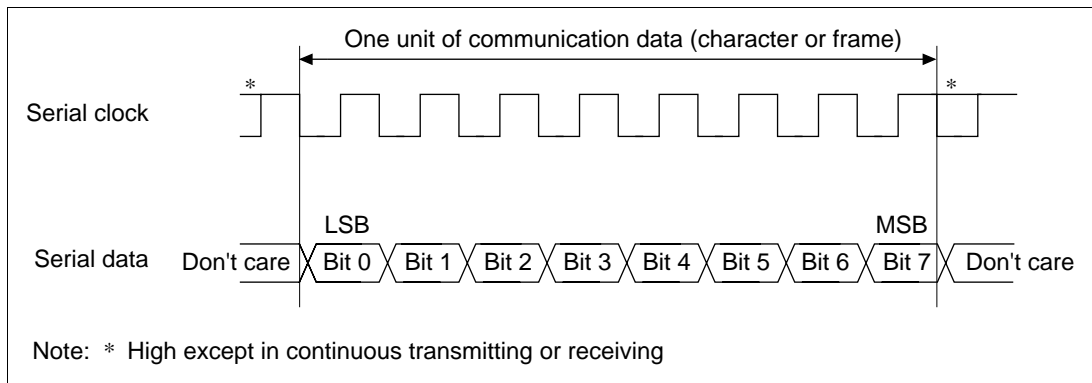 One unit of communication data (character or frame)
* *
Serial clock
LSB MSB
Serial data Don't care Bit 0 Bit 1 Bit 2 Bit 3 Bit 4 Bit 5 Bit 6 Bit 7 Don't care
Note: * High except in continuous transmitting or receiving